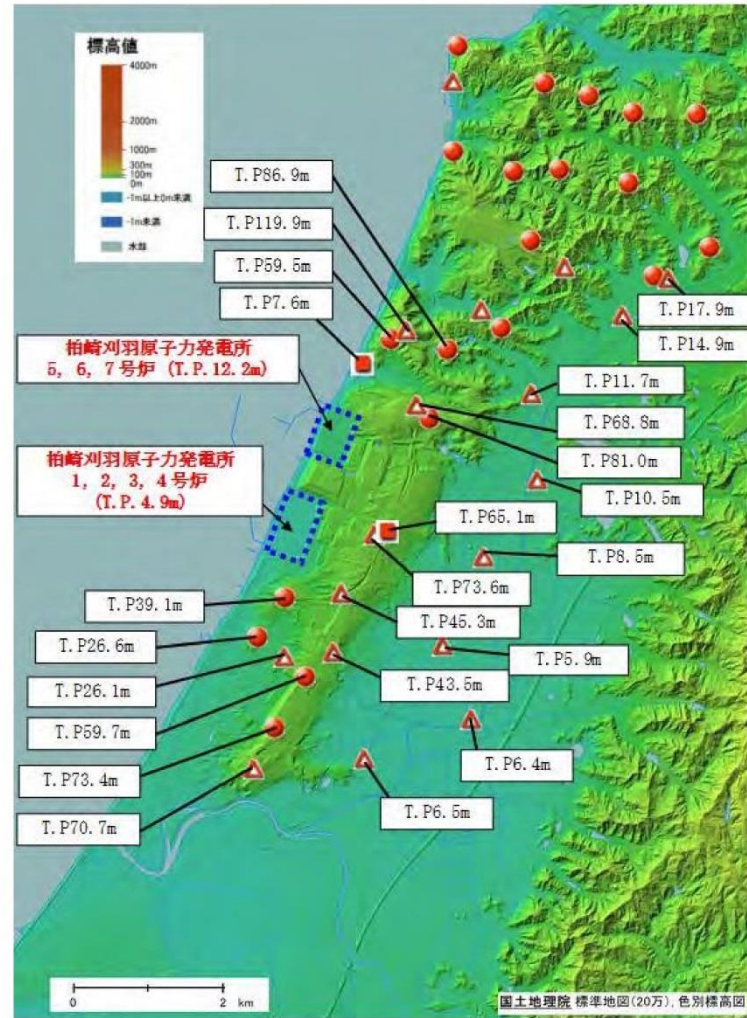 標高値
4000m
2000m
1000m
300m
100m
0m
-1m以上0m未満
-1m未満
水部
T.P86.9m
T.P119.9m
T.P59.5m
T.P7.6m
柏崎刈羽原子力発電所
5, 6, 7号炉 (T.P.12.2m)
柏崎刈羽原子力発電所
1, 2, 3, 4号炉
(T.P.4.9m)
T.P17.9m
T.P14.9m
T.P11.7m
T.P68.8m
T.P81.0m
T.P10.5m
T.P65.1m
T.P8.5m
T.P73.6m
T.P39.1m
T.P45.3m
T.P26.6m
T.P5.9m
T.P26.1m
T.P43.5m
T.P59.7m
T.P6.4m
T.P73.4m
T.P6.5m
T.P70.7m
0 2 km
国土地理院 標準地図(20万), 色別標高図